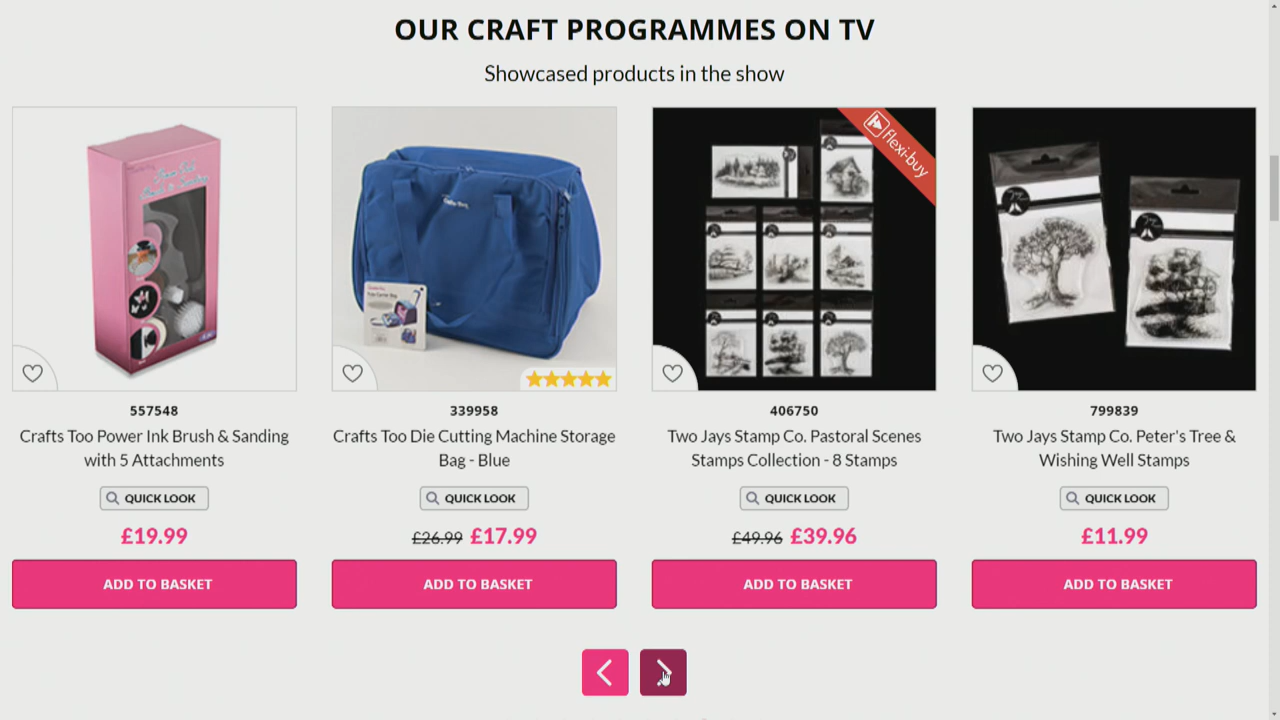 OUR CRAFT PROGRAMMES ON TV
Showcased products in the show
flexi-buy
557548
Crafts Too Power Ink Brush & Sanding
with 5 Attachments
QUICK LOOK
£19.99
ADD TO BASKET
339958
Crafts Too Die Cutting Machine Storage
Bag - Blue
QUICK LOOK
£26.99 £17.99
ADD TO BASKET
406750
Two Jays Stamp Co. Pastoral Scenes
Stamps Collection - 8 Stamps
QUICK LOOK
£49.96 £39.96
ADD TO BASKET
799839
Two Jays Stamp Co. Peter's Tree &
Wishing Well Stamps
QUICK LOOK
£11.99
ADD TO BASKET